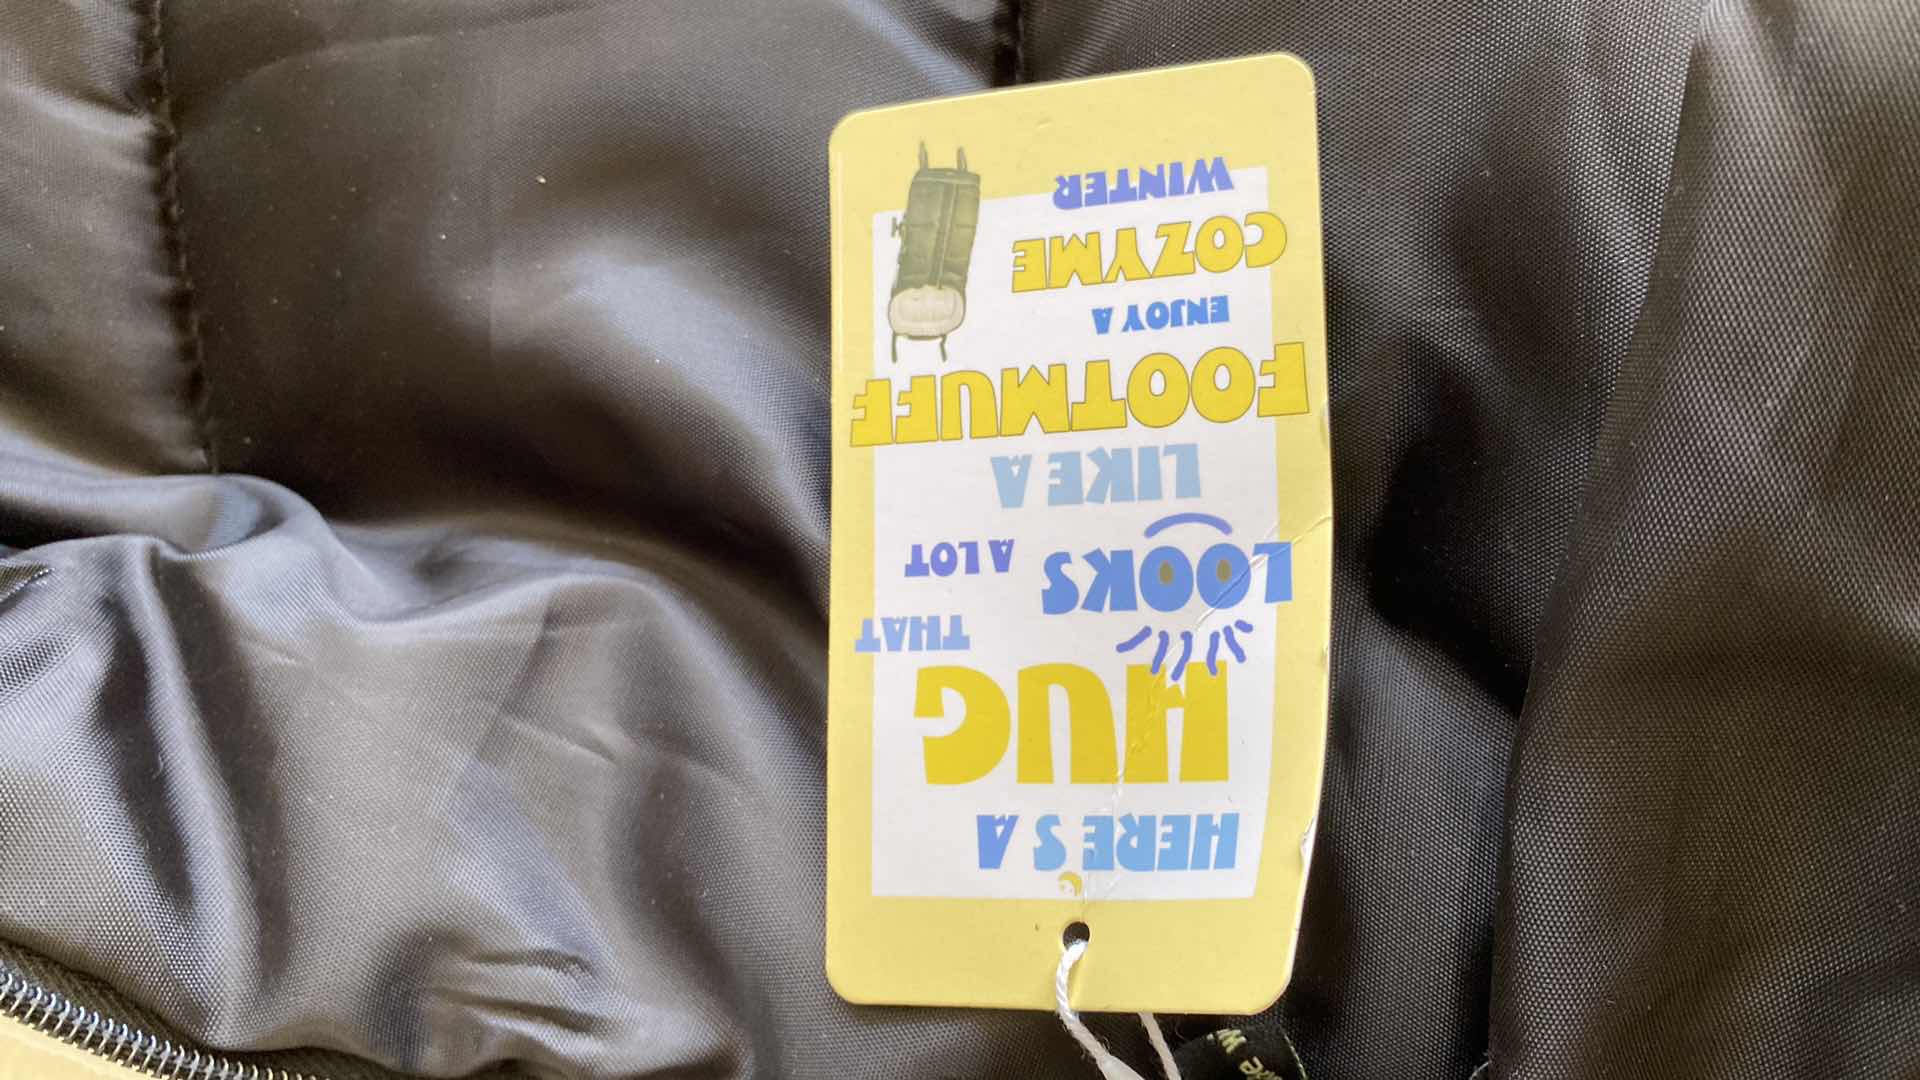 HERE'S A
HUG
THAT
LOOKS A LOT
LIKE A
FOOTMUFF
ENJOY A
COZYME
WINTER